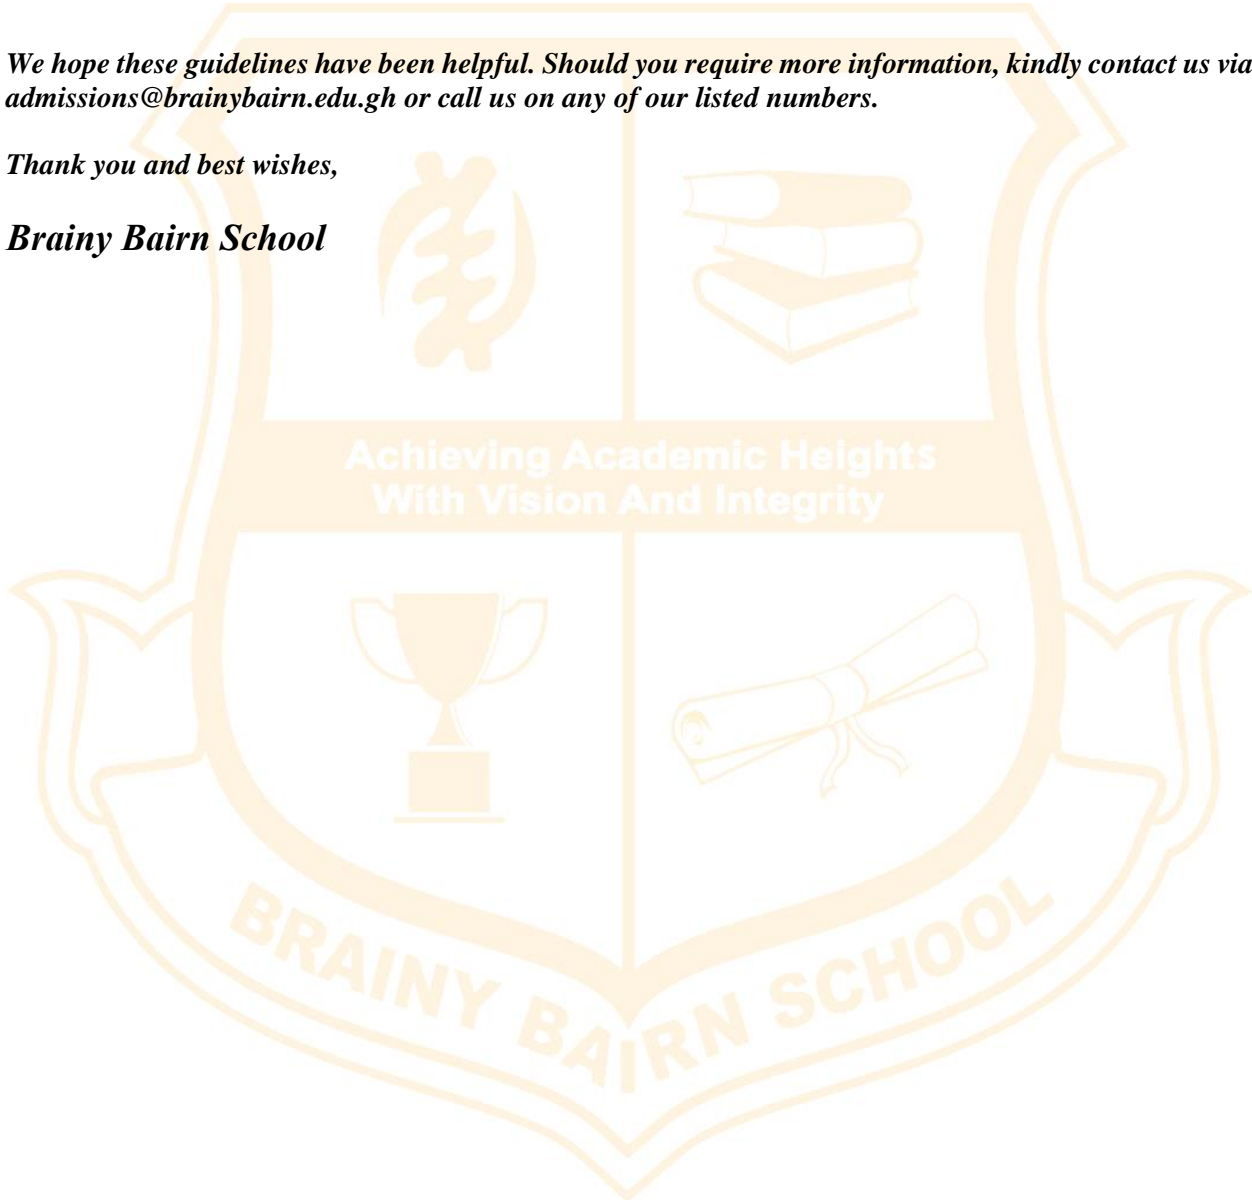 We hope these guidelines have been helpful. Should you require more information, kindly contact us via
admissions@brainybairn.edu.gh or call us on any of our listed numbers.
Thank you and best wishes,
Brainy Bairn School
Achieving Academic Heights
With Vision And Integrity
BRAINY BAIRN SCHOOL